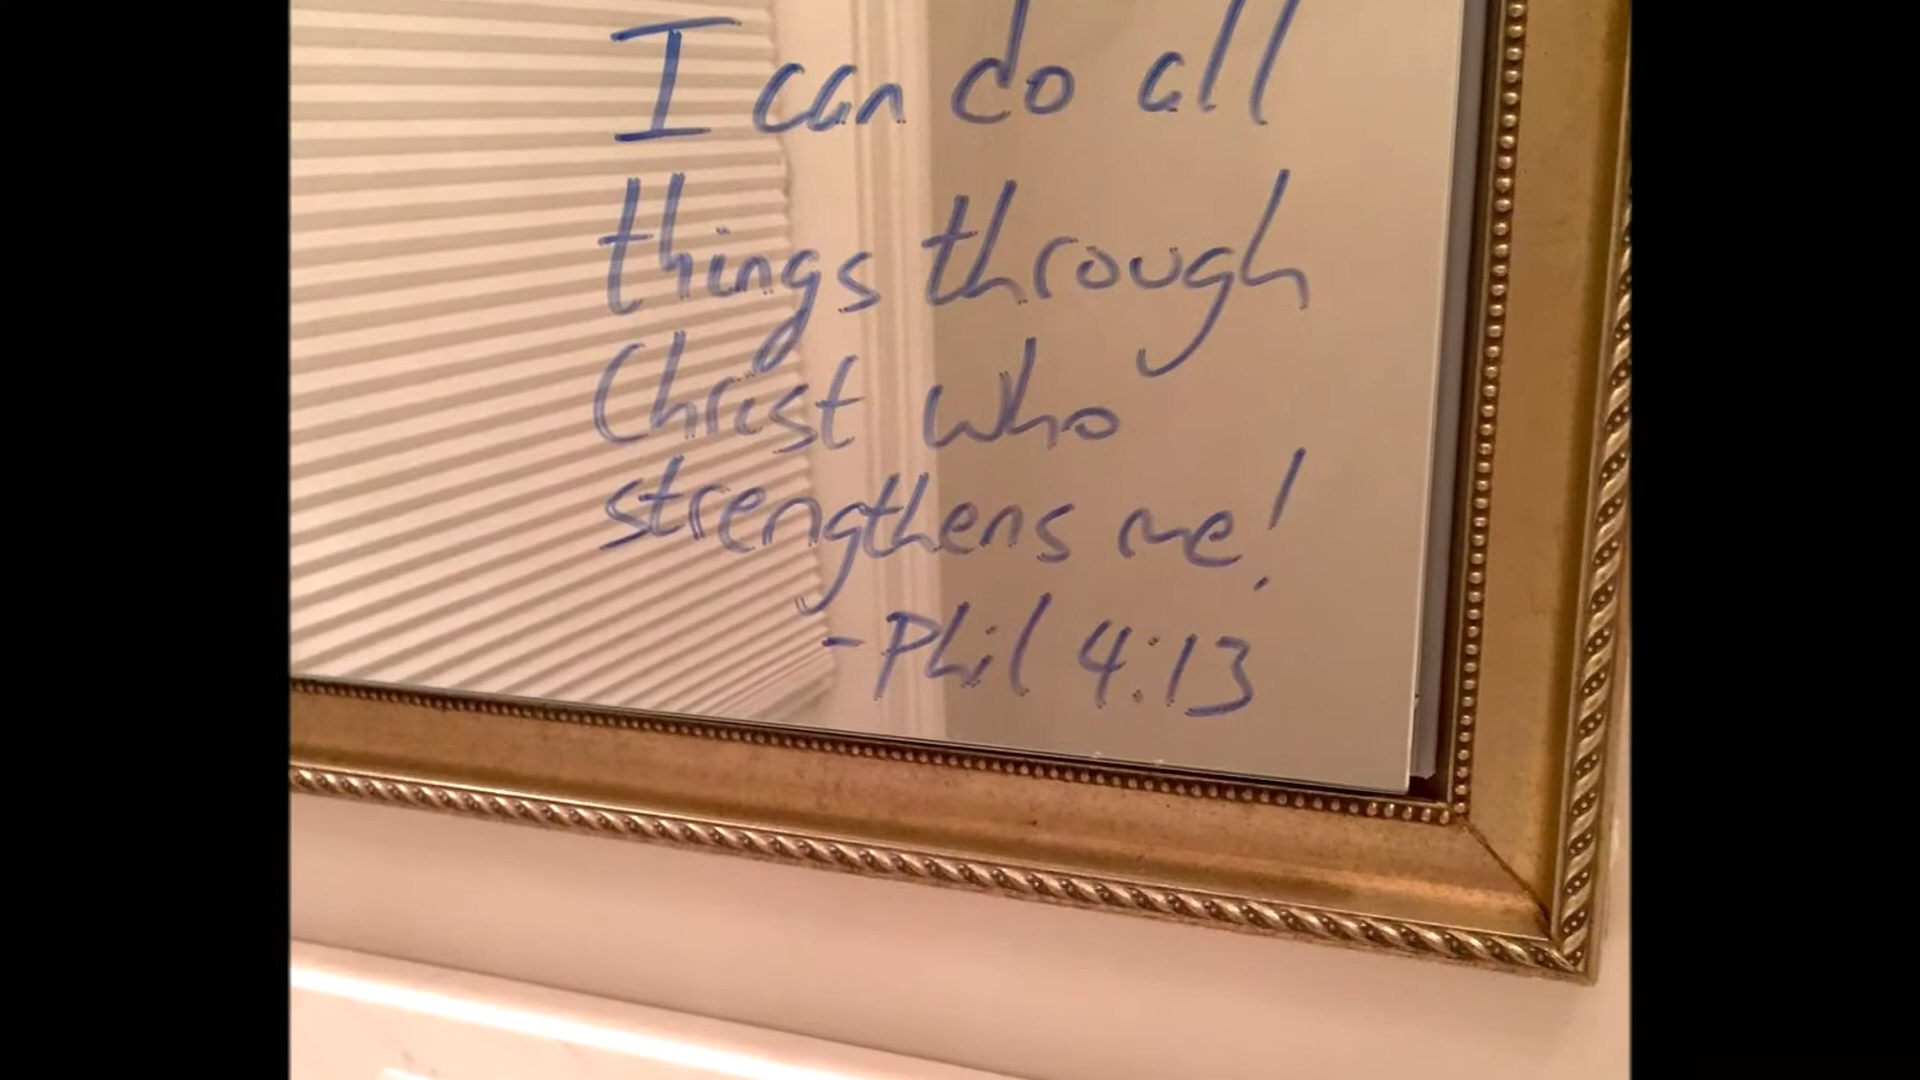 I can do all
things through
Christ who
strengthens me!
- Phil 4:13